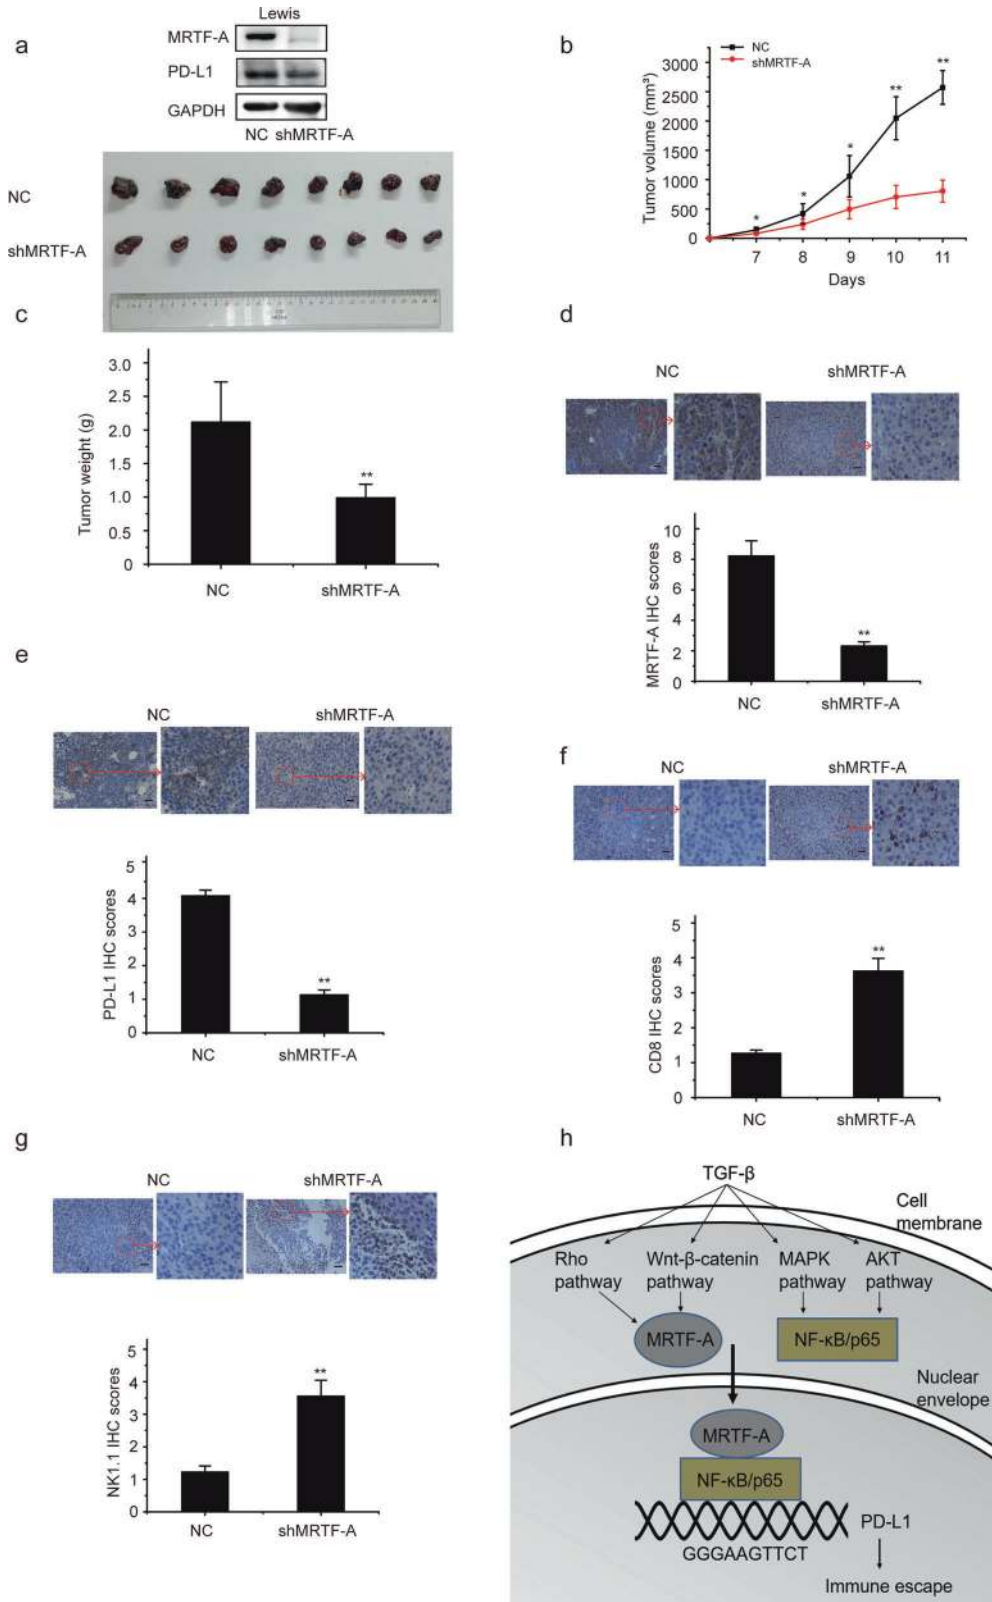 a
Lewis
MRTF-A
PD-L1
GAPDH
NC shMRTF-A
NC
shMRTF-A
b
NC
shMRTF-A
Tumor volume (mm³)
3000
2500
2000
1500
1000
500
0
*
*
*
**
**
7 8 9 10 11
Days
c
Tumor weight (g)
3.0
2.5
2.0
1.5
1.0
0.5
0
**
NC shMRTF-A
d
NC shMRTF-A
MRTF-A IHC scores
10
8
6
4
2
0
**
NC shMRTF-A
e
NC shMRTF-A
PD-L1 IHC scores
5
4
3
2
1
0
**
NC shMRTF-A
f
NC shMRTF-A
CD8 IHC scores
5
4
3
2
1
0
**
NC shMRTF-A
g
NC shMRTF-A
NK1.1 IHC scores
5
4
3
2
1
0
**
NC shMRTF-A
h
TGF-β
Cell
membrane
Rho
pathway
Wnt-β-catenin
pathway
MAPK
pathway
AKT
pathway
MRTF-A
NF-κB/p65
Nuclear
envelope
MRTF-A
NF-κB/p65
PD-L1
GGGAAGTTCT
Immune escape